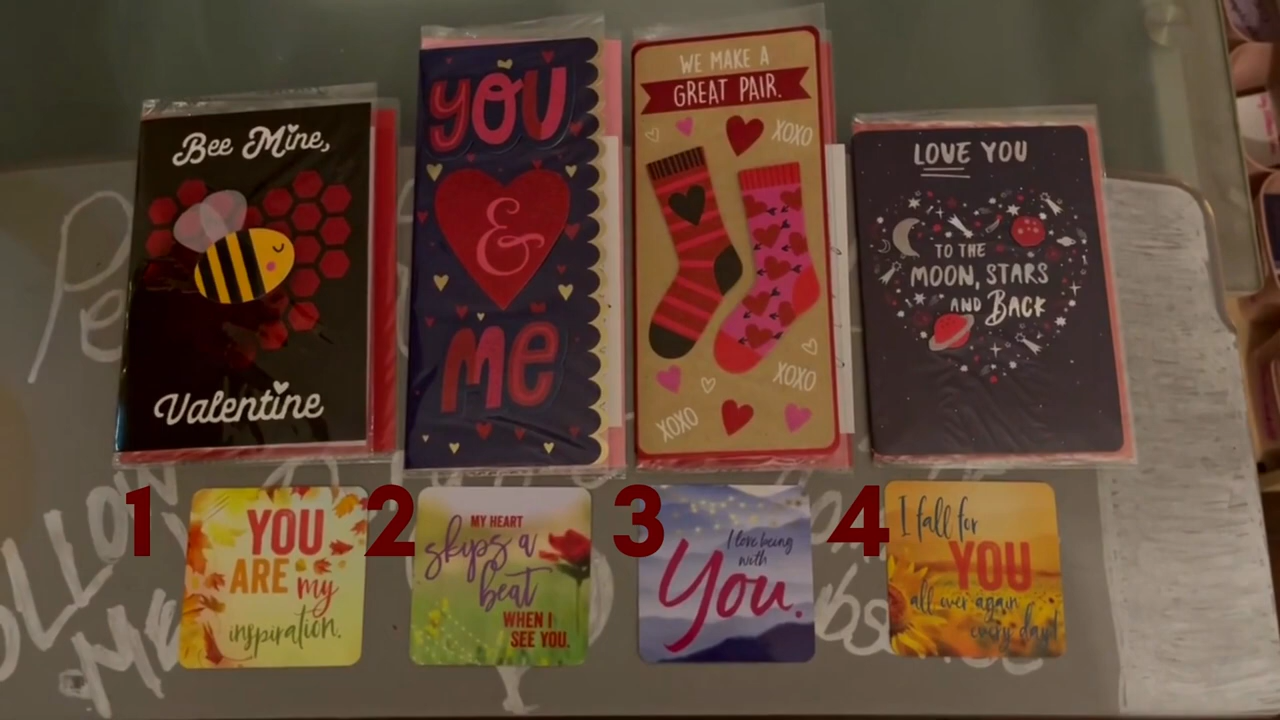 Bee Mine,
Valentine
YOU
&
ME
WE MAKE A
GREAT PAIR.
XOXO
XOXO
XOXO
LOVE YOU
TO THE
MOON, STARS
AND BACK
1
YOU
ARE my
inspiration.
2
MY HEART
skips a
beat
WHEN I
SEE YOU.
3
I love being
with
You.
4
I fall for
YOU
all over again
every day!